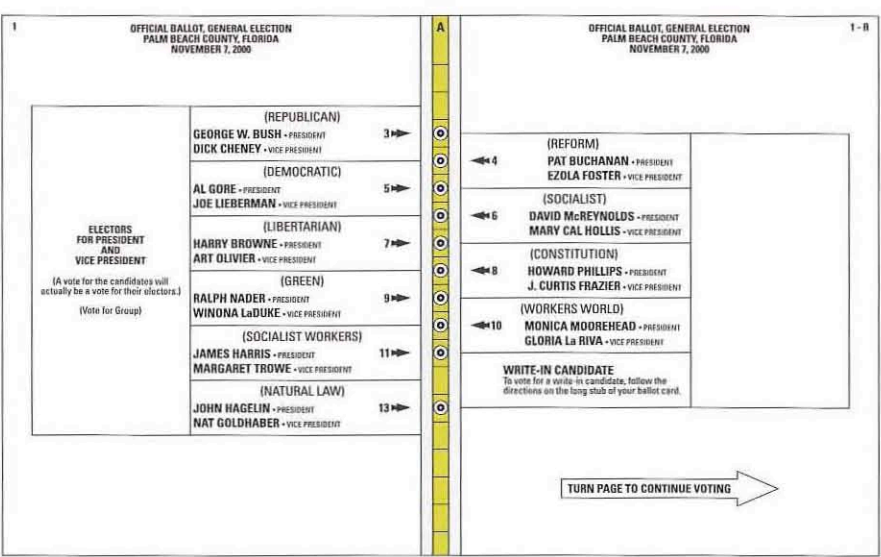 1
OFFICIAL BALLOT, GENERAL ELECTION
PALM BEACH COUNTY, FLORIDA
NOVEMBER 7, 2000
ELECTORS
FOR PRESIDENT
AND
VICE PRESIDENT
(A vote for the candidates will
actually be a vote for their electors.)
(Vote for Group)
(REPUBLICAN)
GEORGE W. BUSH • PRESIDENT 3
DICK CHENEY • VICE PRESIDENT
(DEMOCRATIC)
AL GORE • PRESIDENT 5
JOE LIEBERMAN • VICE PRESIDENT
(LIBERTARIAN)
HARRY BROWNE • PRESIDENT 7
ART OLIVIER • VICE PRESIDENT
(GREEN)
RALPH NADER • PRESIDENT 9
WINONA LaDUKE • VICE PRESIDENT
(SOCIALIST WORKERS)
JAMES HARRIS • PRESIDENT 11
MARGARET TROWE • VICE PRESIDENT
(NATURAL LAW)
JOHN HAGELIN • PRESIDENT 13
NAT GOLDHABER • VICE PRESIDENT
A
OFFICIAL BALLOT, GENERAL ELECTION
PALM BEACH COUNTY, FLORIDA
NOVEMBER 7, 2000
1 - R
(REFORM)
4 PAT BUCHANAN • PRESIDENT
EZOLA FOSTER • VICE PRESIDENT
(SOCIALIST)
6 DAVID McREYNOLDS • PRESIDENT
MARY CAL HOLLIS • VICE PRESIDENT
(CONSTITUTION)
8 HOWARD PHILLIPS • PRESIDENT
J. CURTIS FRAZIER • VICE PRESIDENT
(WORKERS WORLD)
10 MONICA MOOREHEAD • PRESIDENT
GLORIA La RIVA • VICE PRESIDENT
WRITE-IN CANDIDATE
To vote for a write-in candidate, follow the
directions on the long stub of your ballot card.
TURN PAGE TO CONTINUE VOTING